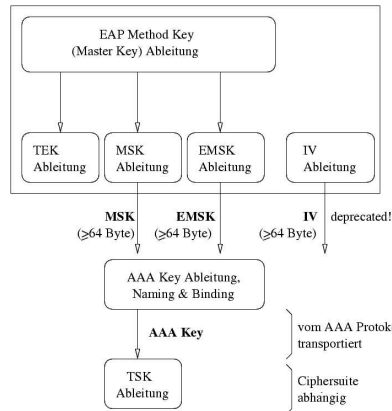 EAP Method Key
(Master Key) Ableitung
TEK
Ableitung
MSK
Ableitung
EMSK
Ableitung
IV
Ableitung
MSK
(⩾64 Byte)
EMSK
(⩾64 Byte)
IV
(⩾64 Byte)
deprecated!
AAA Key Ableitung,
Naming & Binding
AAA Key
vom AAA Protok
transportiert
TSK
Ableitung
Ciphersuite
abhängig